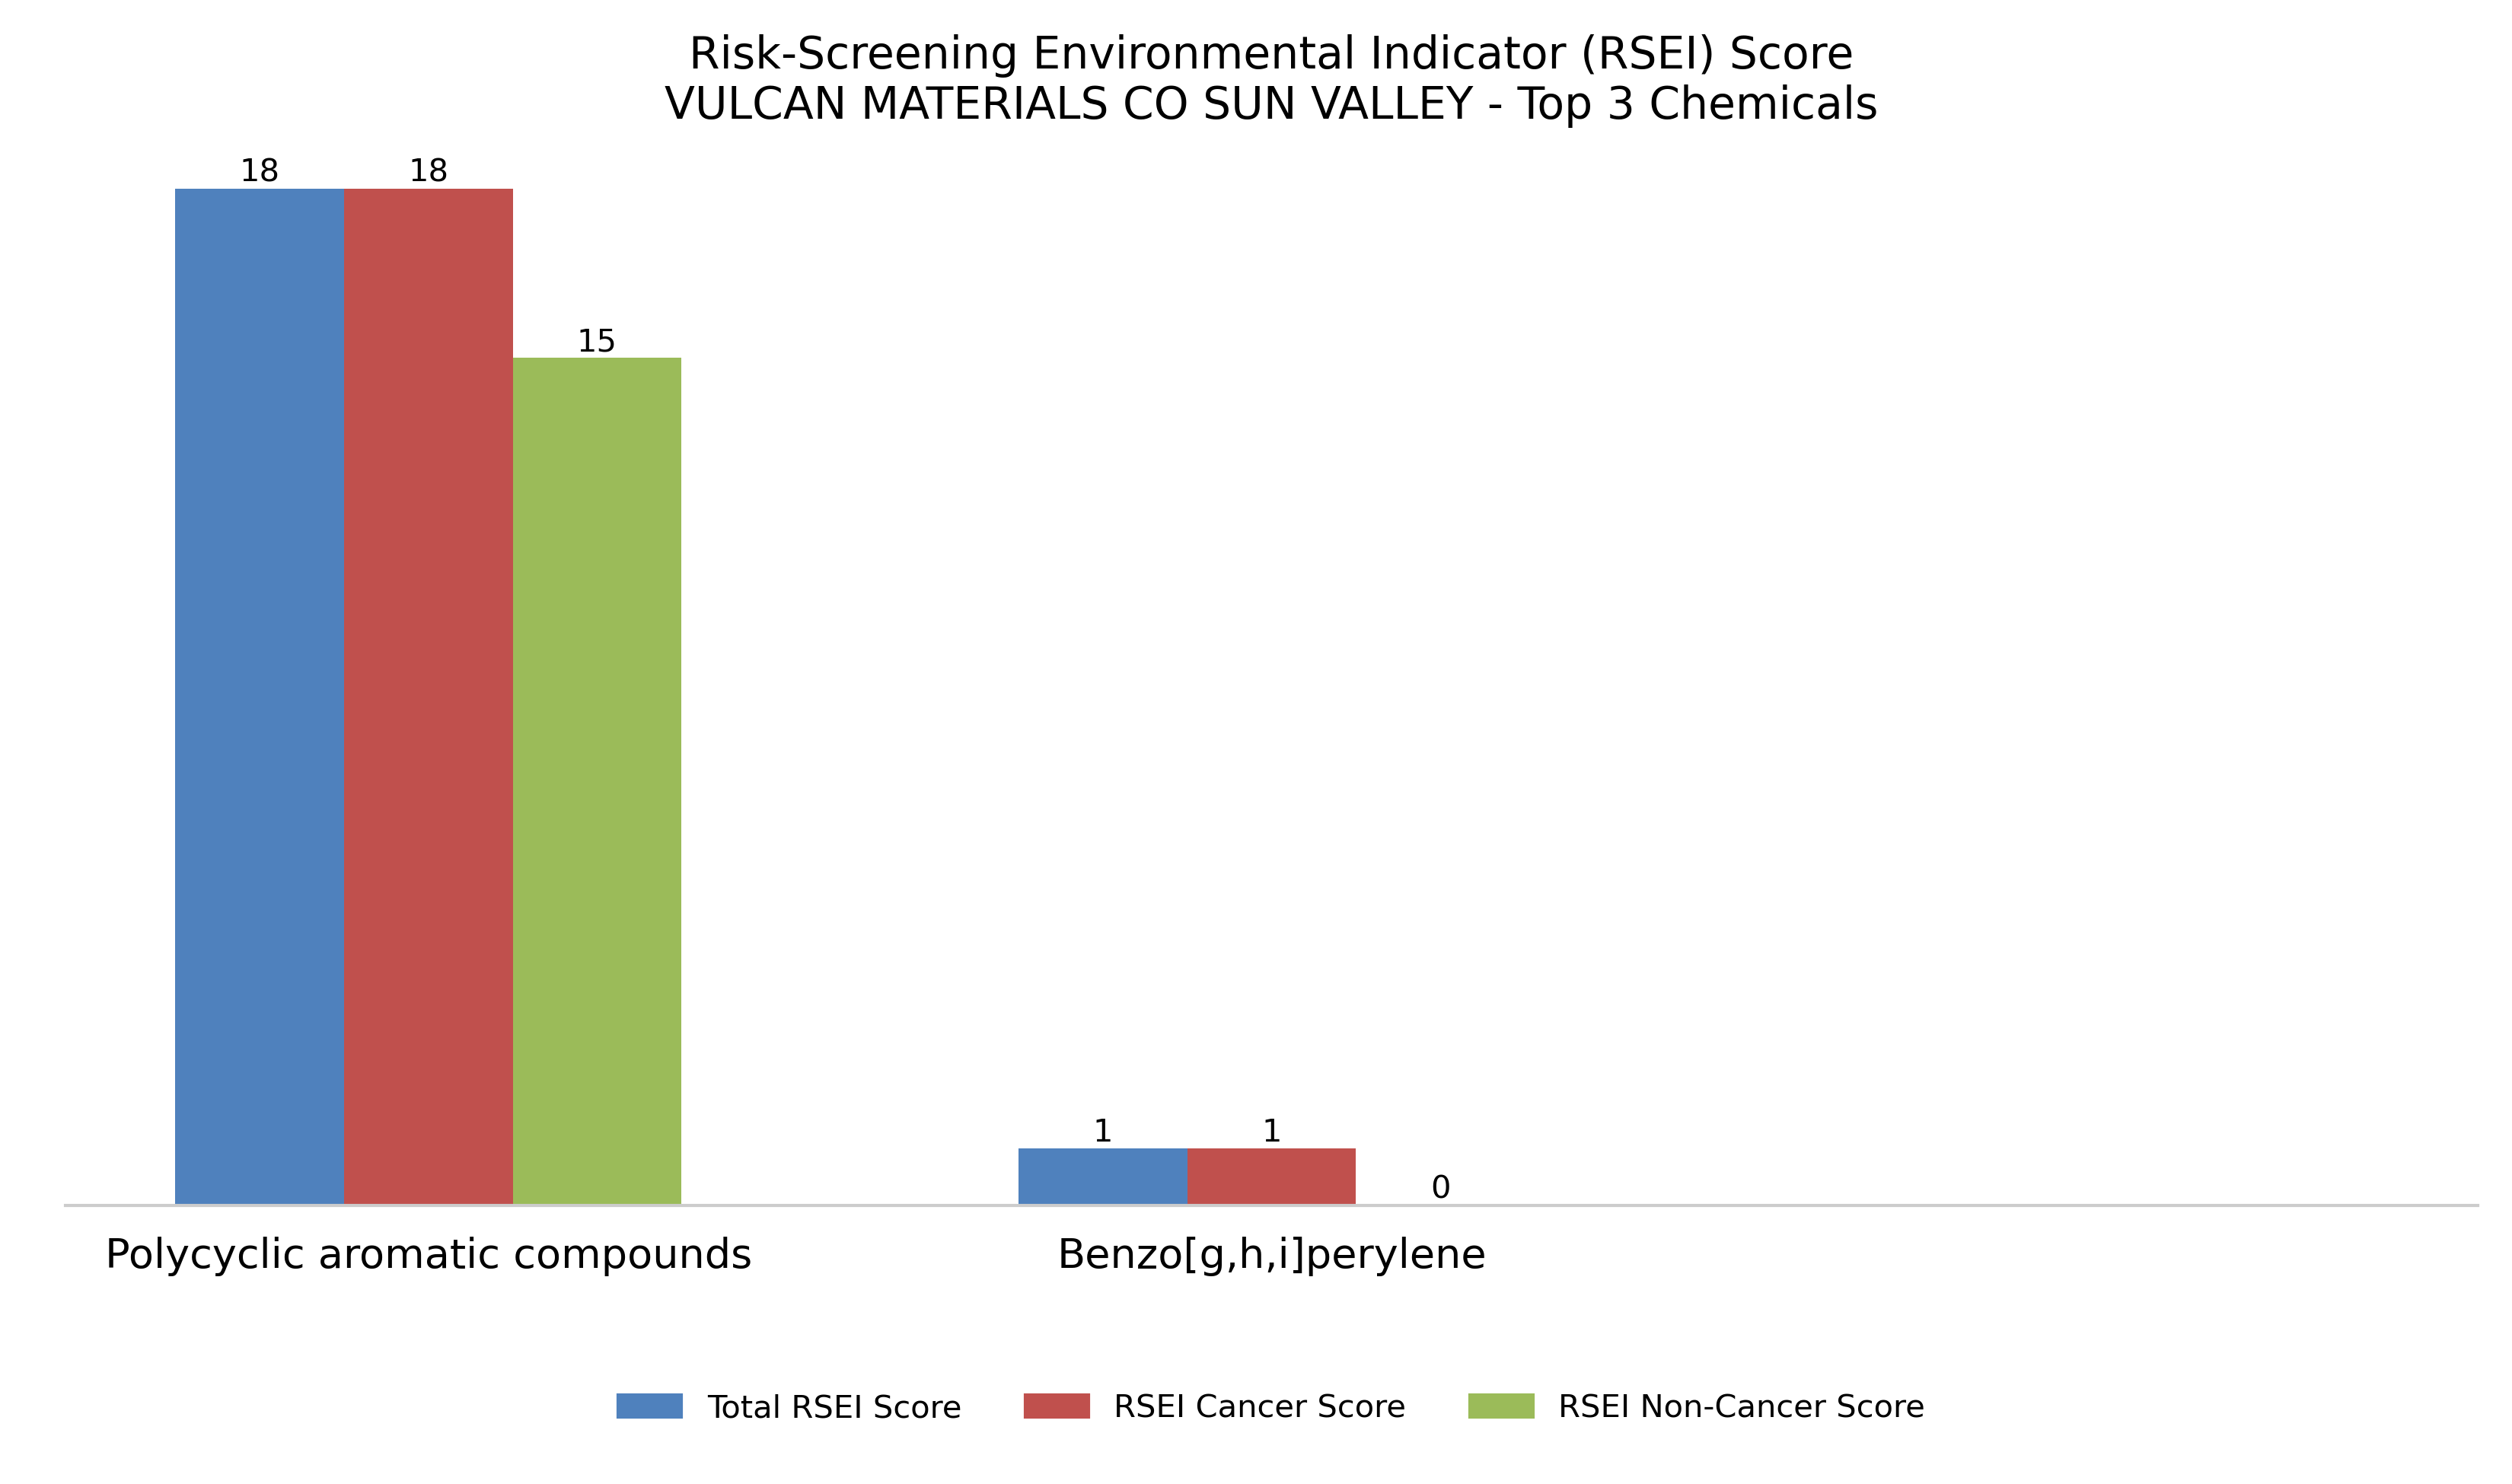 Risk-Screening Environmental Indicator (RSEI) Score
VULCAN MATERIALS CO SUN VALLEY - Top 3 Chemicals
18
18
15
1
1
0
Polycyclic aromatic compounds
Benzo[g,h,i]perylene
Total RSEI Score
RSEI Cancer Score
RSEI Non-Cancer Score